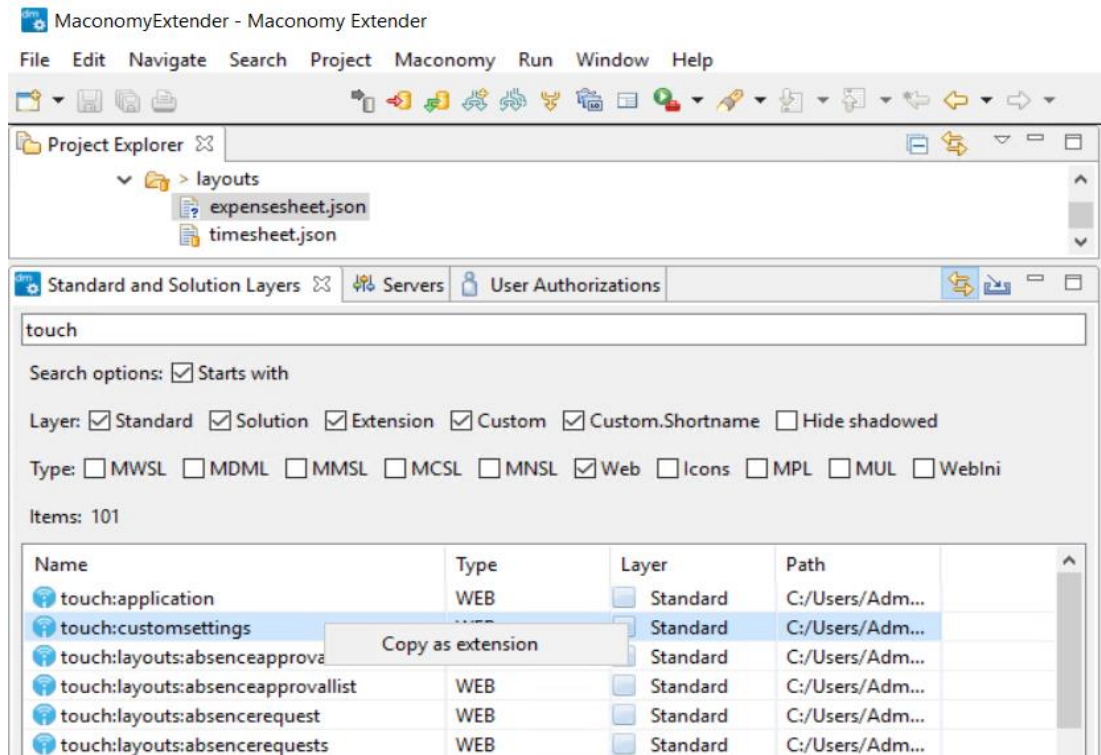 dm MaconomyExtender - Maconomy Extender
File Edit Navigate Search Project Maconomy Run Window Help
Project Explorer
> layouts
expensesheet.json
timesheet.json
dm Standard and Solution Layers Servers User Authorizations
touch
Search options: Starts with
Layer: Standard Solution Extension Custom Custom.Shortname Hide shadowed
Type: MWSL MDML MMSL MCSL MNSL Web Icons MPL MUL WebIni
Items: 101
Name Type Layer Path
touch:application WEB Standard C:/Users/Adm...
touch:customsettings Standard C:/Users/Adm...
Copy as extension
touch:layouts:absenceapprova Standard C:/Users/Adm...
touch:layouts:absenceapprovallist WEB Standard C:/Users/Adm...
touch:layouts:absencerequest WEB Standard C:/Users/Adm...
touch:layouts:absencerequests WEB Standard C:/Users/Adm...